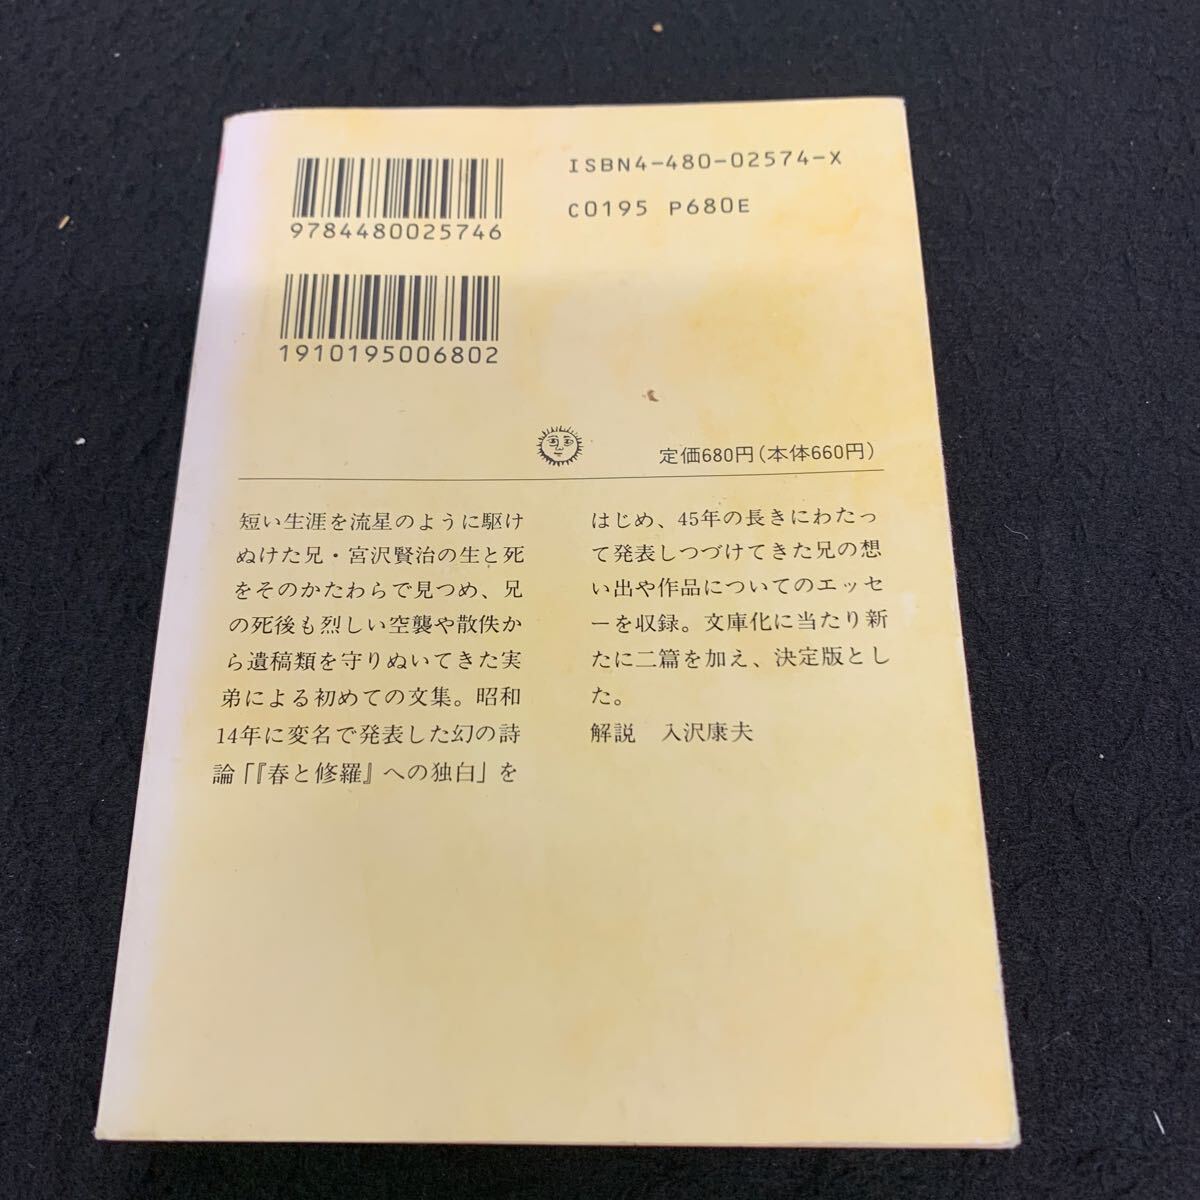 ISBN4-480-02574-X
C0195 P680E
9784480025746
1910195006802
定価680円(本体660円)
短い生涯を流星のように駆け
ぬけた兄・宮沢賢治の生と死
をそのかたわらで見つめ、兄
の死後も烈しい空襲や散佚か
ら遺稿類を守りぬいてきた実
弟による初めての文集。昭和
14年に変名で発表した幻の詩
論「『春と修羅』への独白」を
はじめ、45年の長きにわたっ
て発表しつづけてきた兄の想
い出や作品についてのエッセ
ーを収録。文庫化に当たり新
たに二篇を加え、決定版とし
た。
解説 入沢康夫